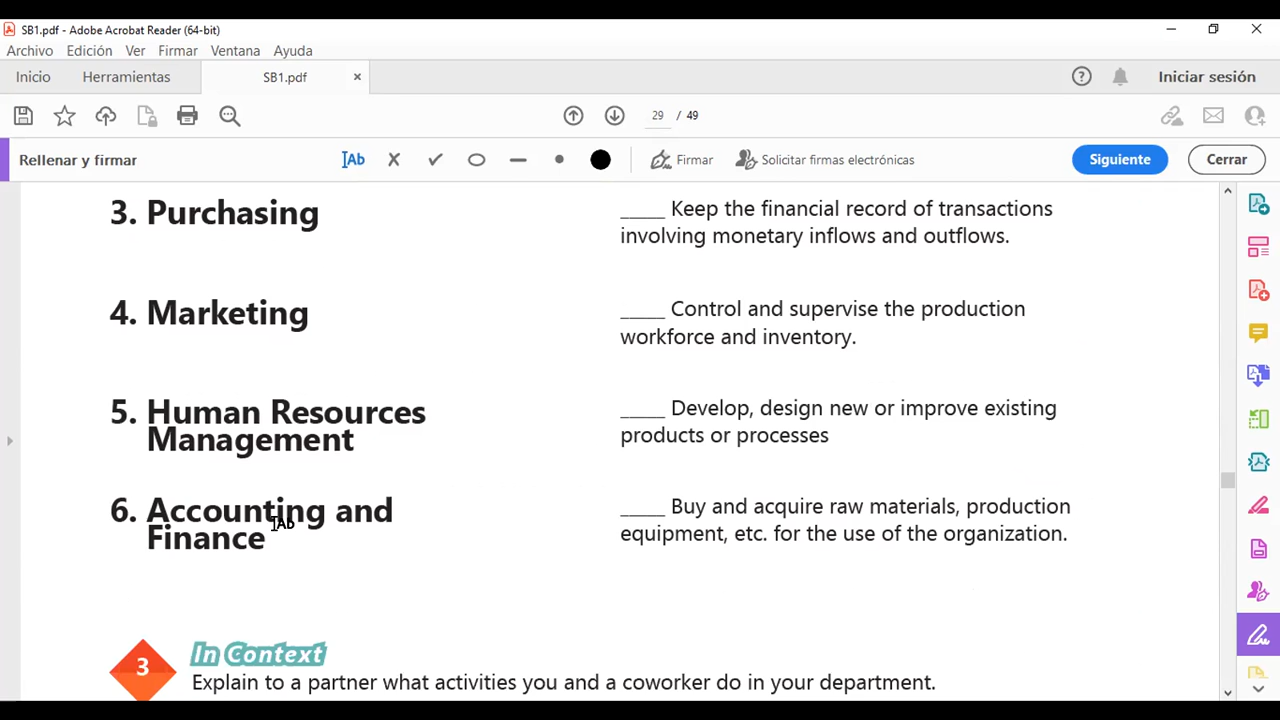 SB1.pdf - Adobe Acrobat Reader (64-bit)
Archivo Edición Ver Firmar Ventana Ayuda
Inicio Herramientas SB1.pdf × Iniciar sesión
29 / 49
Rellenar y firmar Ab Firmar Solicitar firmas electrónicas Siguiente Cerrar
3. Purchasing
_____ Keep the financial record of transactions
involving monetary inflows and outflows.
4. Marketing
_____ Control and supervise the production
workforce and inventory.
5. Human Resources
Management
_____ Develop, design new or improve existing
products or processes
6. Accounting and
Finance
Ab
_____ Buy and acquire raw materials, production
equipment, etc. for the use of the organization.
3 In Context
Explain to a partner what activities you and a coworker do in your department.